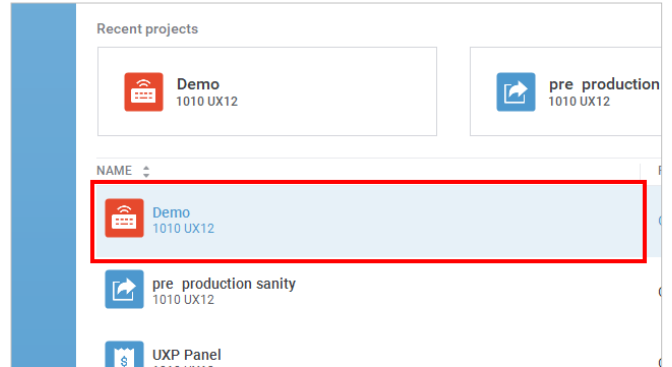 Recent projects
Demo
1010 UX12
pre production
1010 UX12
NAME
Demo
1010 UX12
pre production sanity
1010 UX12
UXP Panel